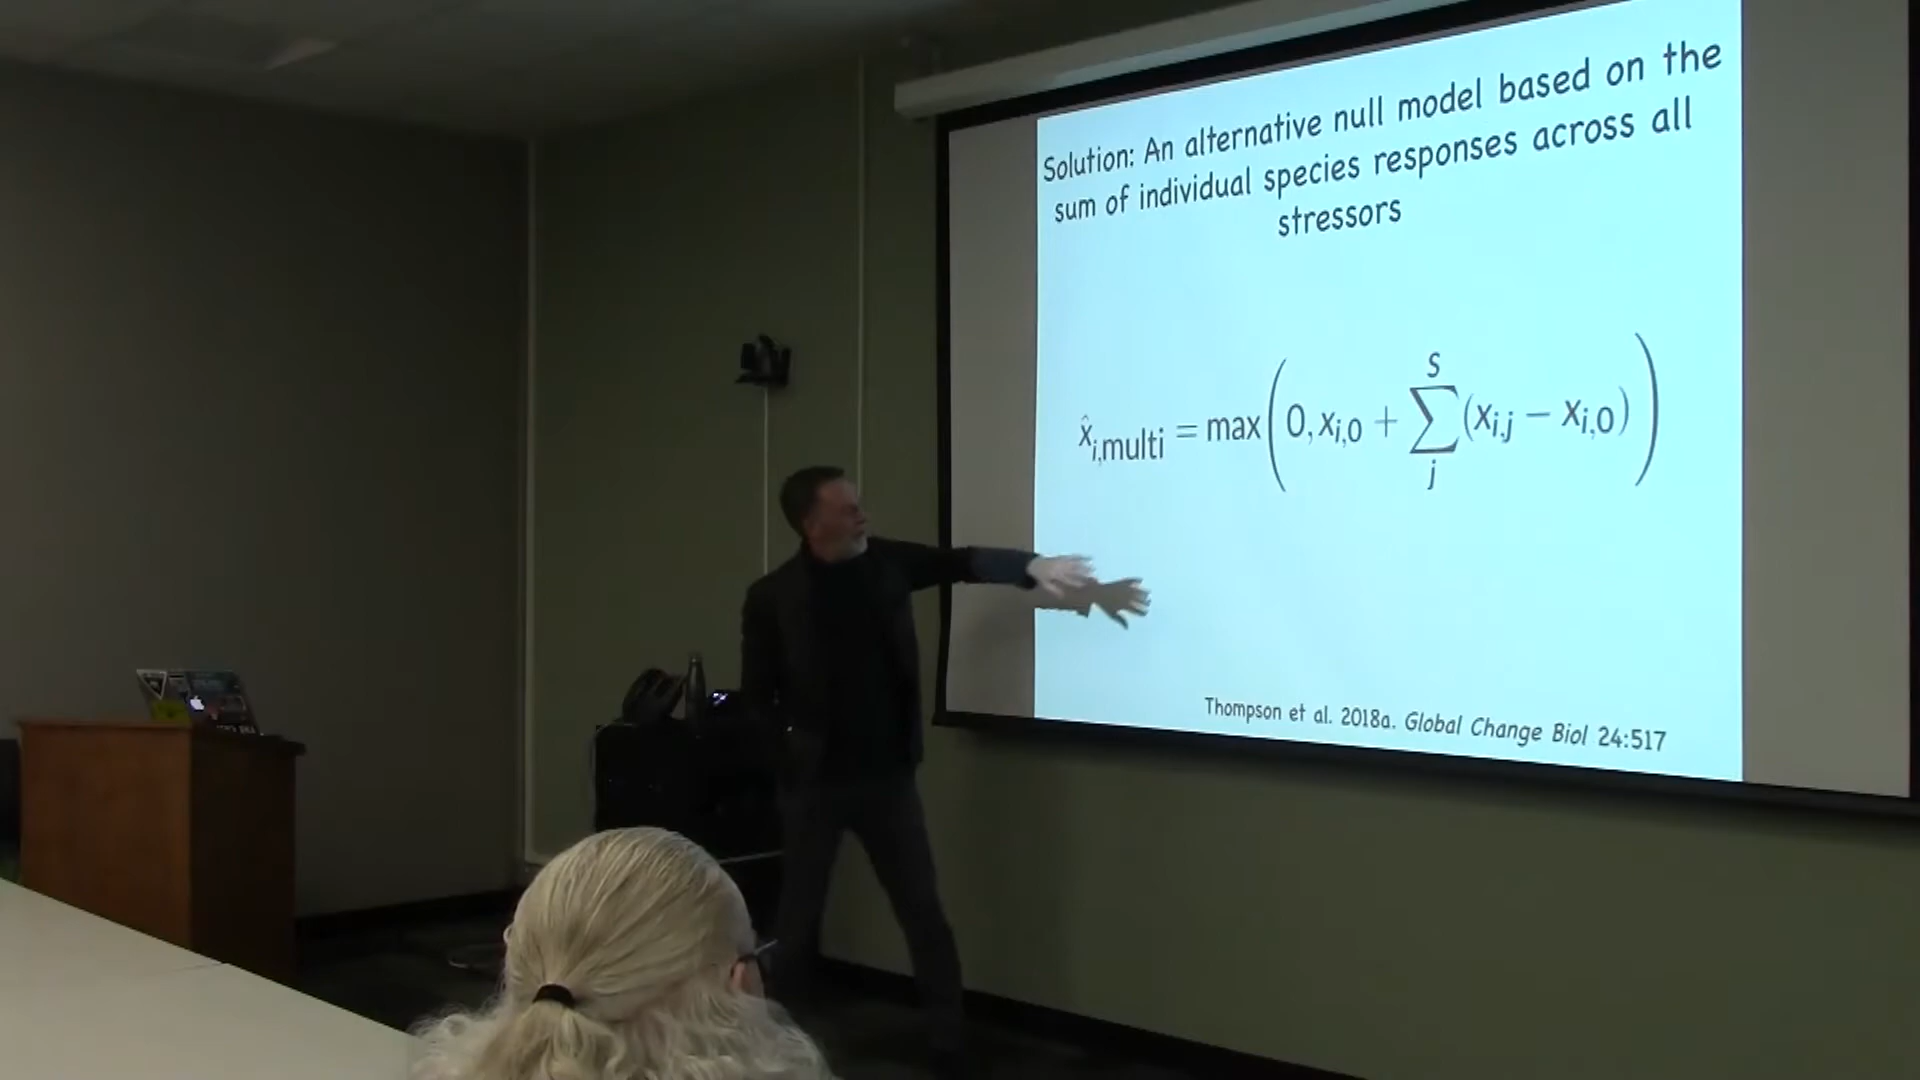 Solution: An alternative null model based on the
sum of individual species responses across all
stressors
x̂i,multi = max(0, xi,0 + ∑j^S (xi,j − xi,0))
Thompson et al. 2018a. Global Change Biol 24:517